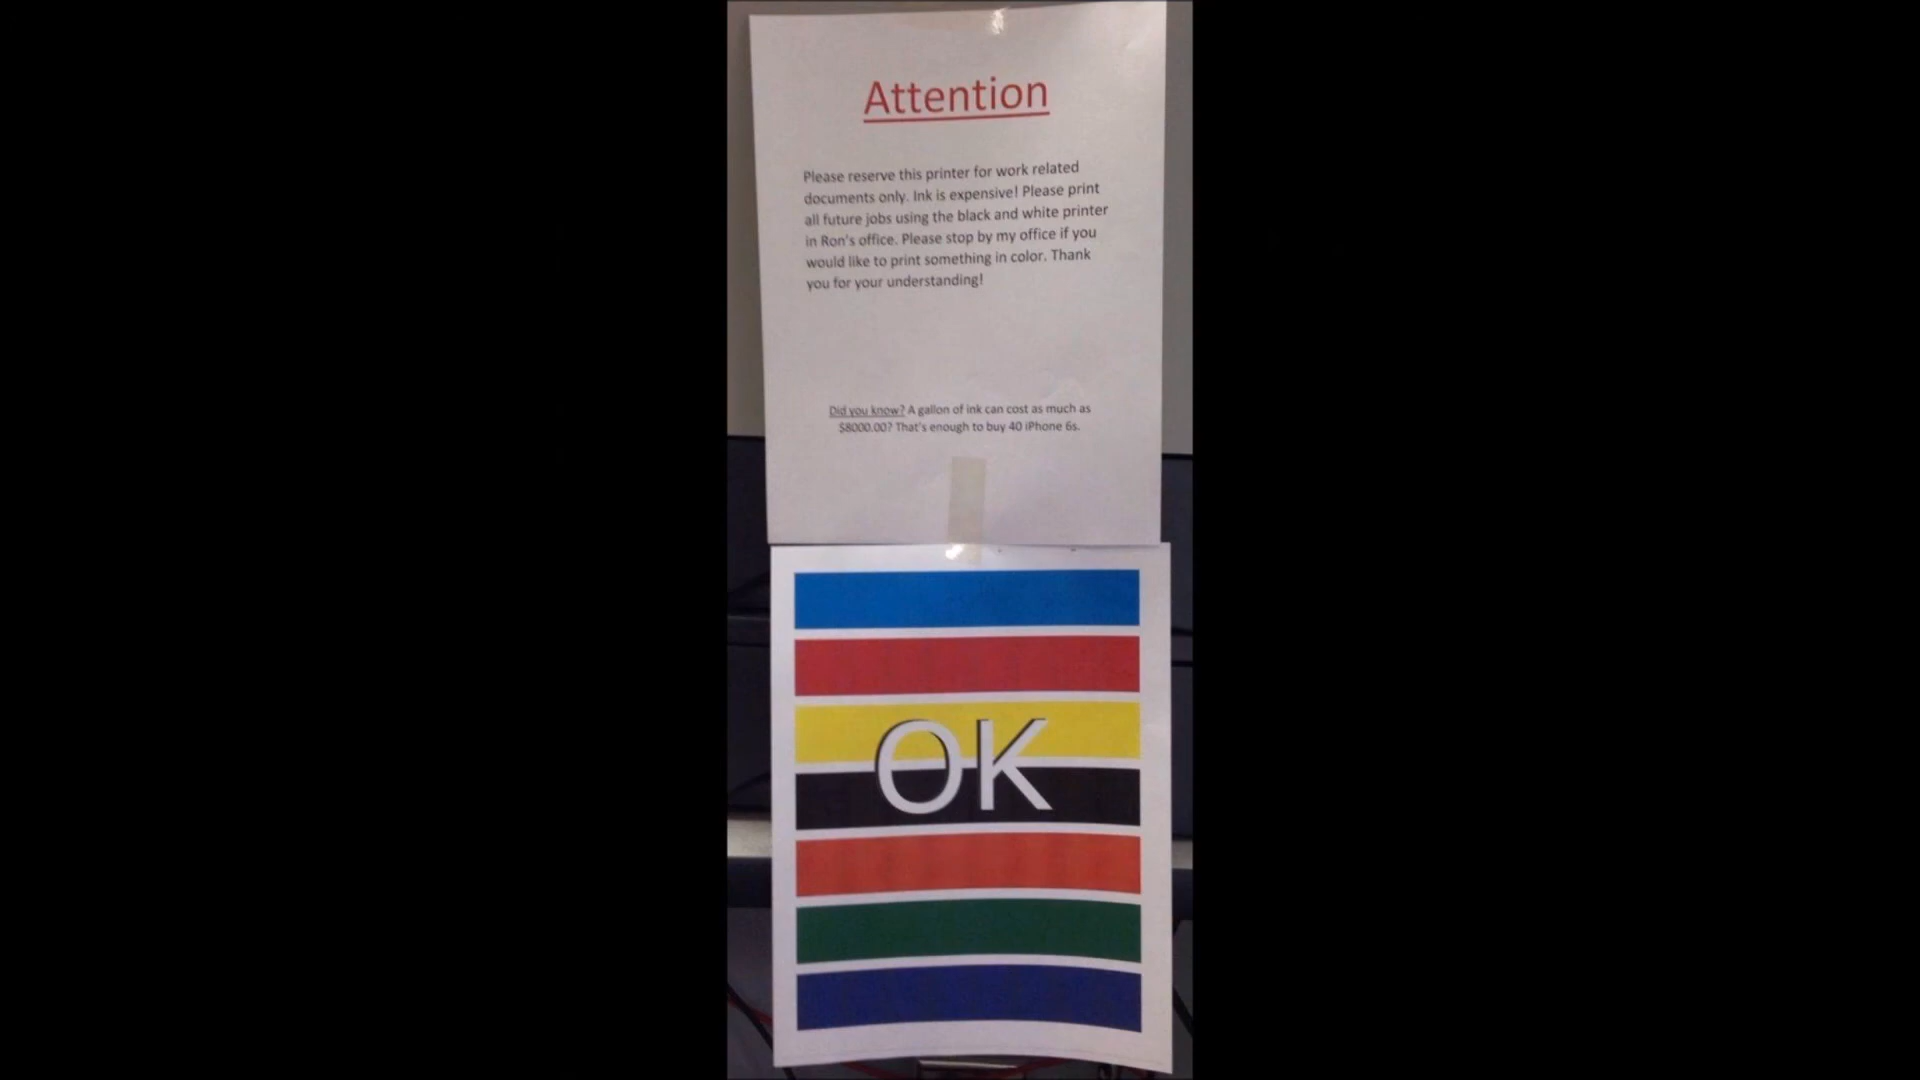 Attention
Please reserve this printer for work related
documents only. Ink is expensive! Please print
all future jobs using the black and white printer
in Ron's office. Please stop by my office if you
would like to print something in color. Thank
you for your understanding!
Did you know? A gallon of ink can cost as much as
$8000.00? That's enough to buy 40 iPhone 6s.
OK